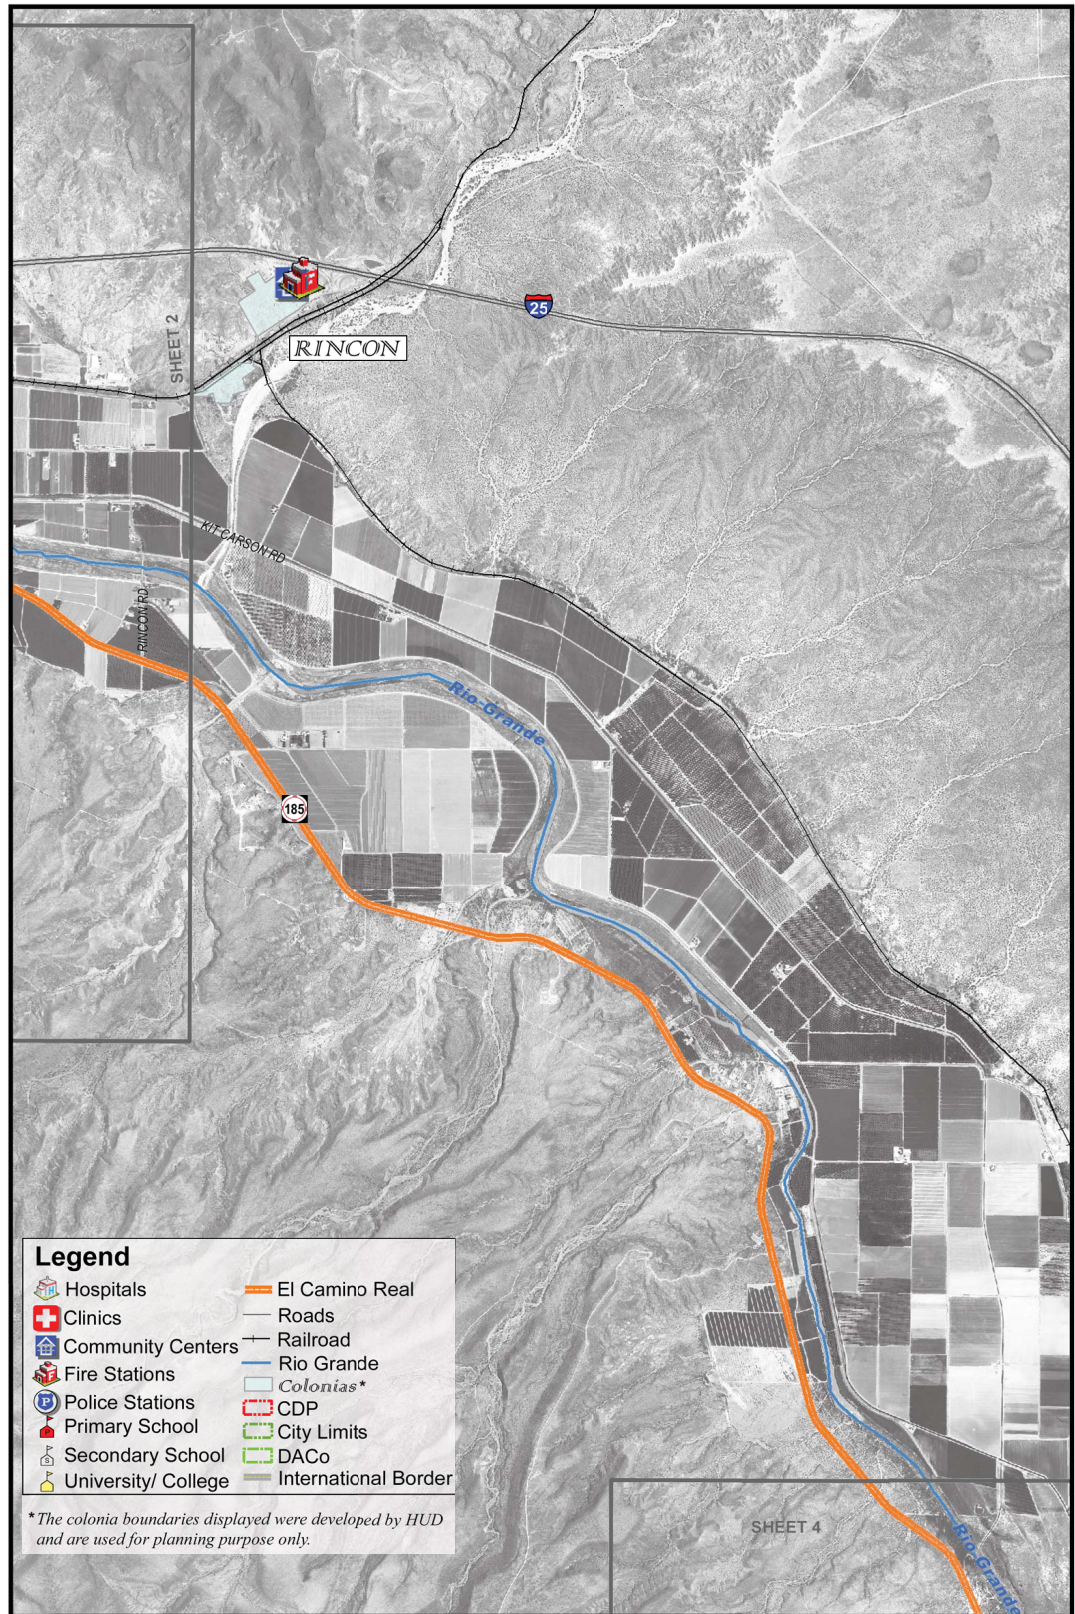 25
SHEET 2
RINCON
KIT CARSON RD
RINCON RD
Rio-Grande
185
Legend
Hospitals
Clinics
Community Centers
Fire Stations
Police Stations
Primary School
Secondary School
University/ College
El Camino Real
Roads
Railroad
Rio Grande
Colonias*
CDP
City Limits
DACo
International Border
*The colonia boundaries displayed were developed by HUD
and are used for planning purpose only.
SHEET 4
Rio-Grande